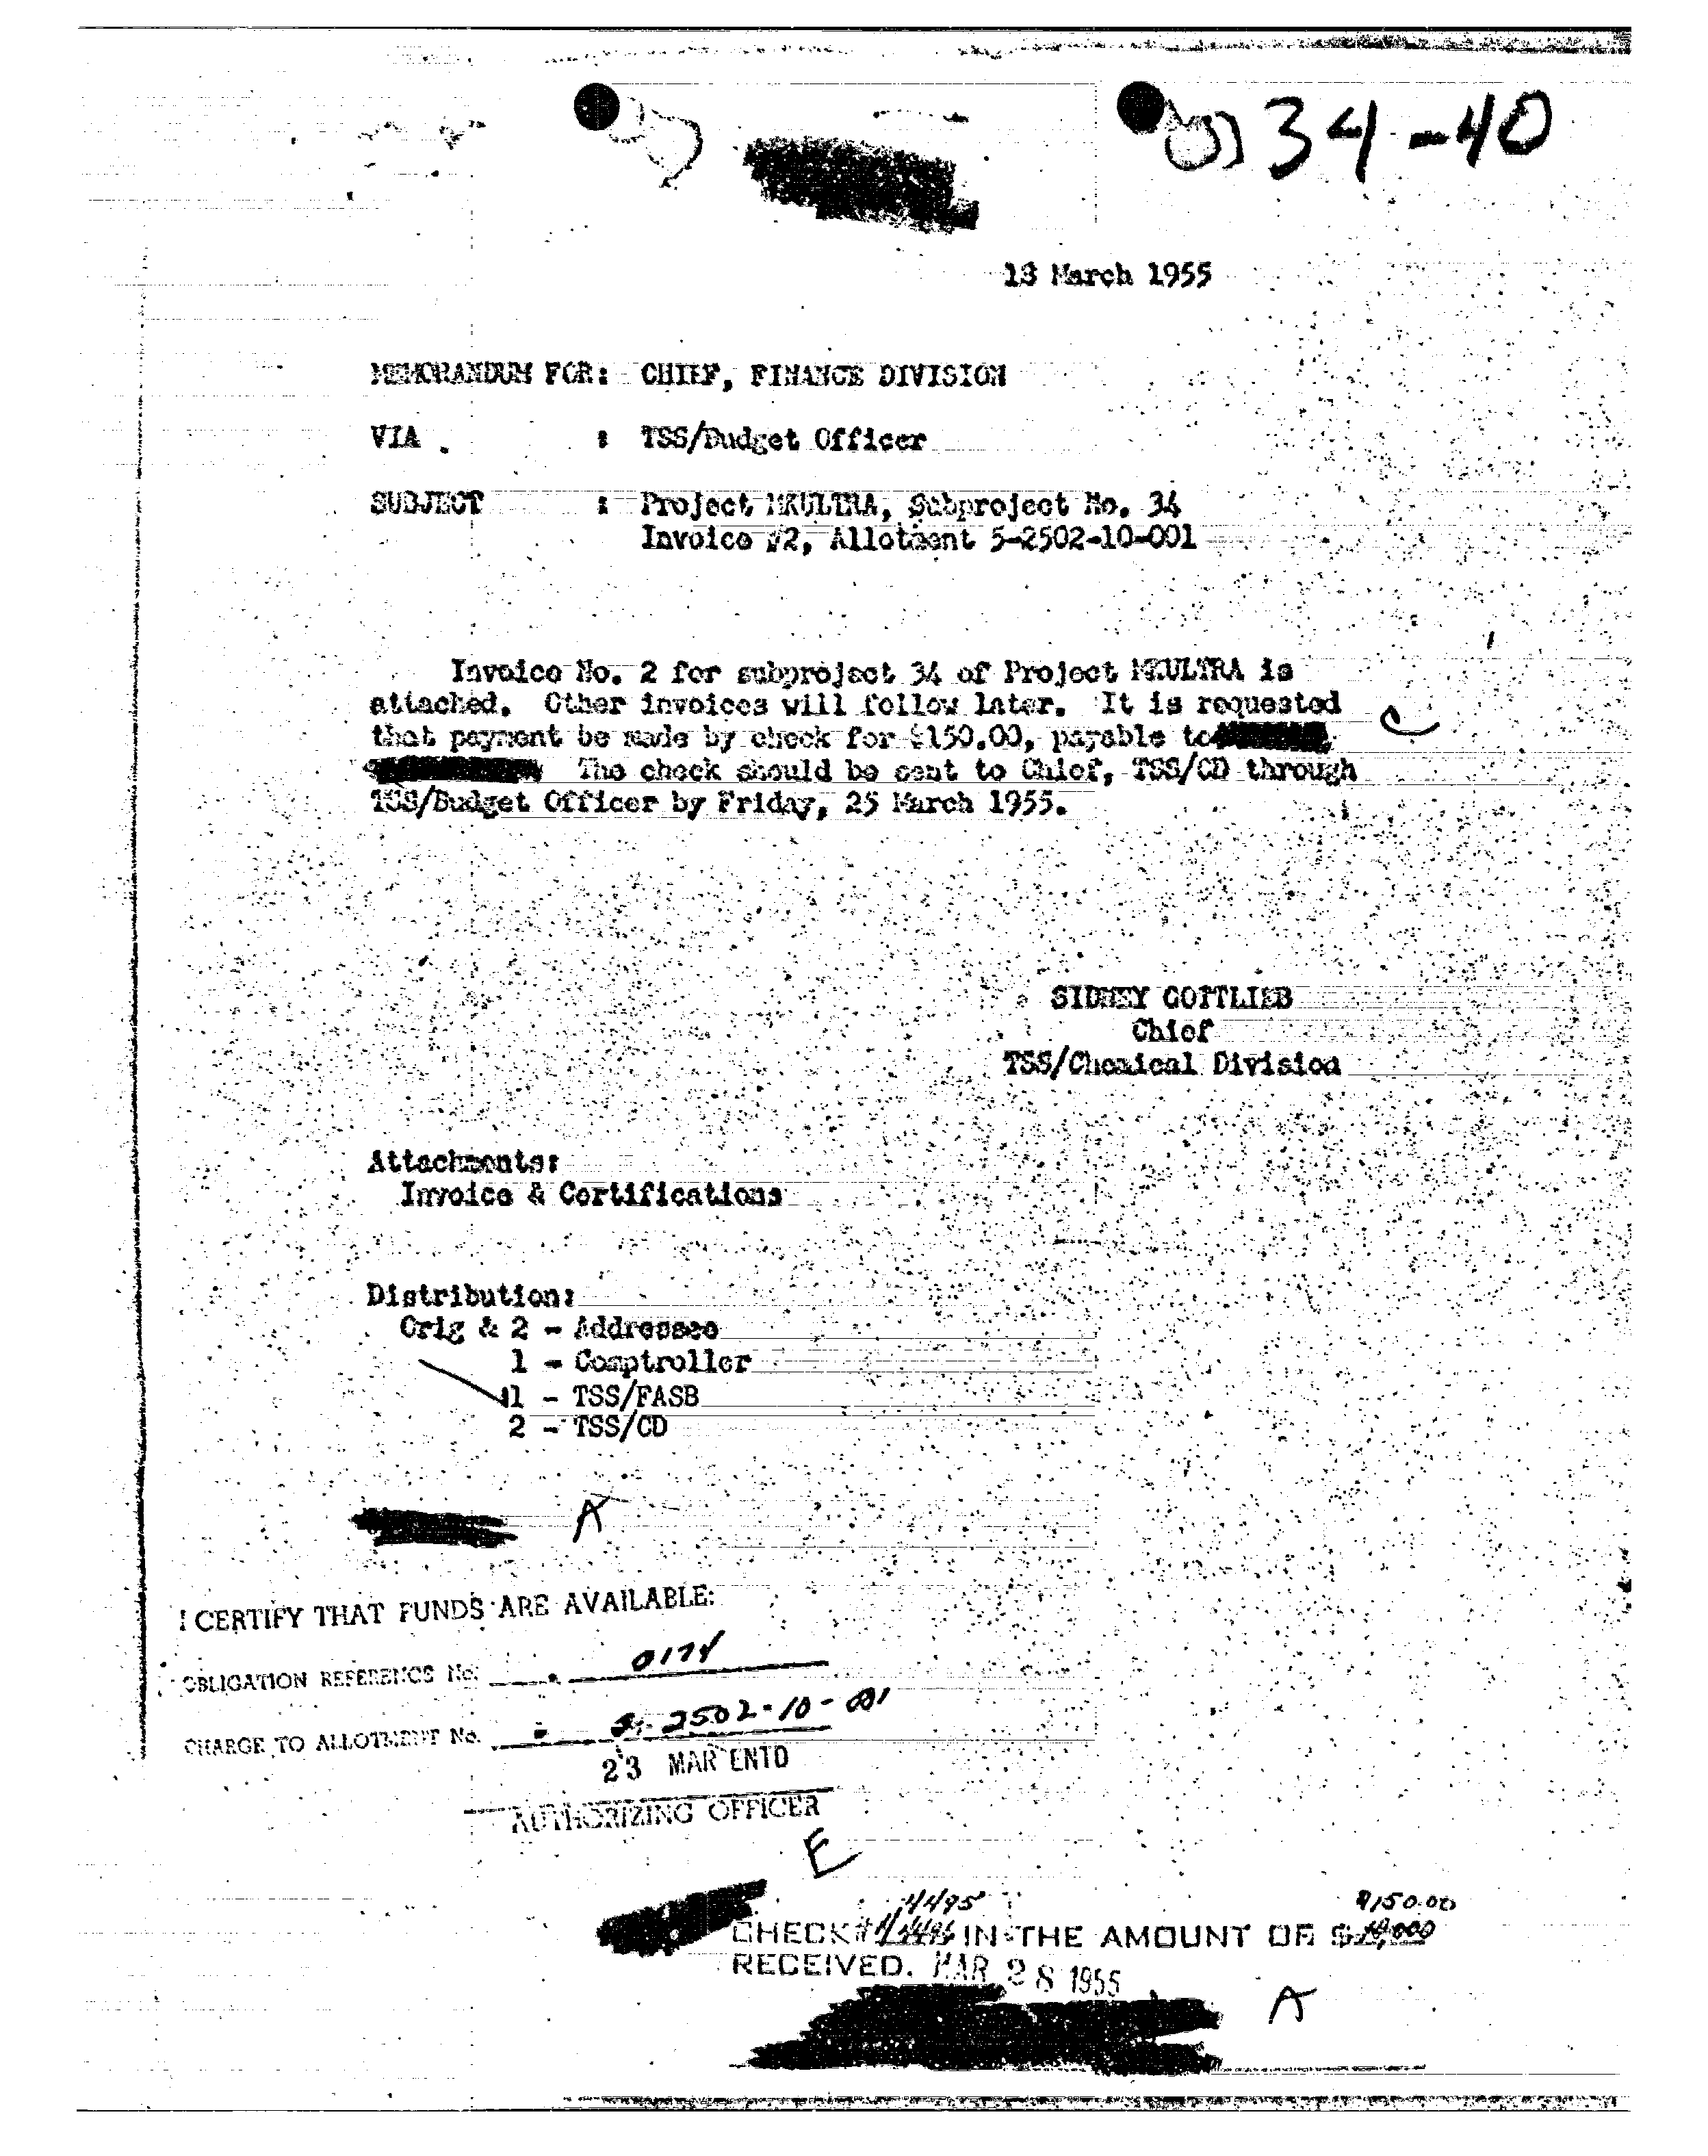 34-40
18 March 1955
MEMORANDUM FOR: CHIEF, FINANCE DIVISION
VIA : TSS/Budget Officer
SUBJECT : Project MKULTRA, Subproject No. 34
Invoice #2, Allotment 5-2502-10-001
Invoice No. 2 for subproject 34 of Project MKULTRA is
attached. Other invoices will follow later. It is requested
that payment be made by check for $150.00, payable to
The check should be sent to Chief, TSS/CD through
TSS/Budget Officer by Friday, 25 March 1955.
C
SIDNEY GOTTLIEB
Chief
TSS/Chemical Division
Attachments:
Invoice & Certifications
Distribution:
Orig & 2 - Addressee
1 - Comptroller
1 - TSS/FASB
2 - TSS/CD
A
I CERTIFY THAT FUNDS ARE AVAILABLE:
OBLIGATION REFERENCE No. 0174
CHARGE TO ALLOTMENT No. 5-2502-10-001
23 MAR ENTD
AUTHORIZING OFFICER
E
4495 $150.00
CHECK # IN THE AMOUNT OF $
RECEIVED. MAR 28 1955
A